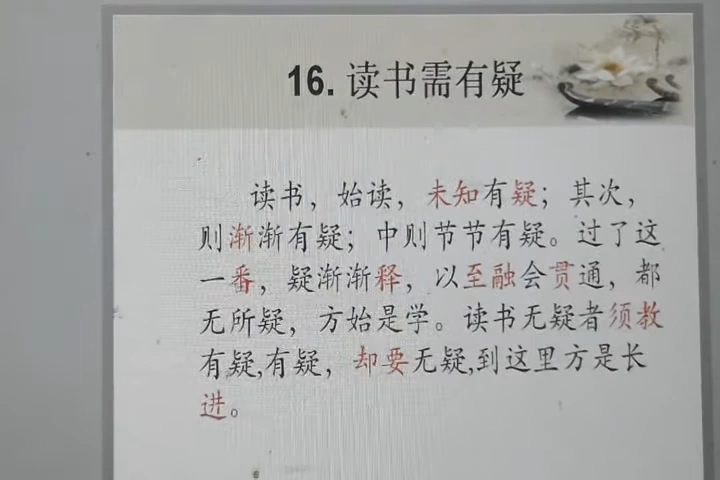 16. 读书需有疑
读书，始读，未知有疑；其次，
则渐渐有疑；中则节节有疑。过了这
一番，疑渐渐释，以至融会贯通，都
无所疑，方始是学。读书无疑者须教
有疑,有疑，却要无疑,到这里方是长
进。